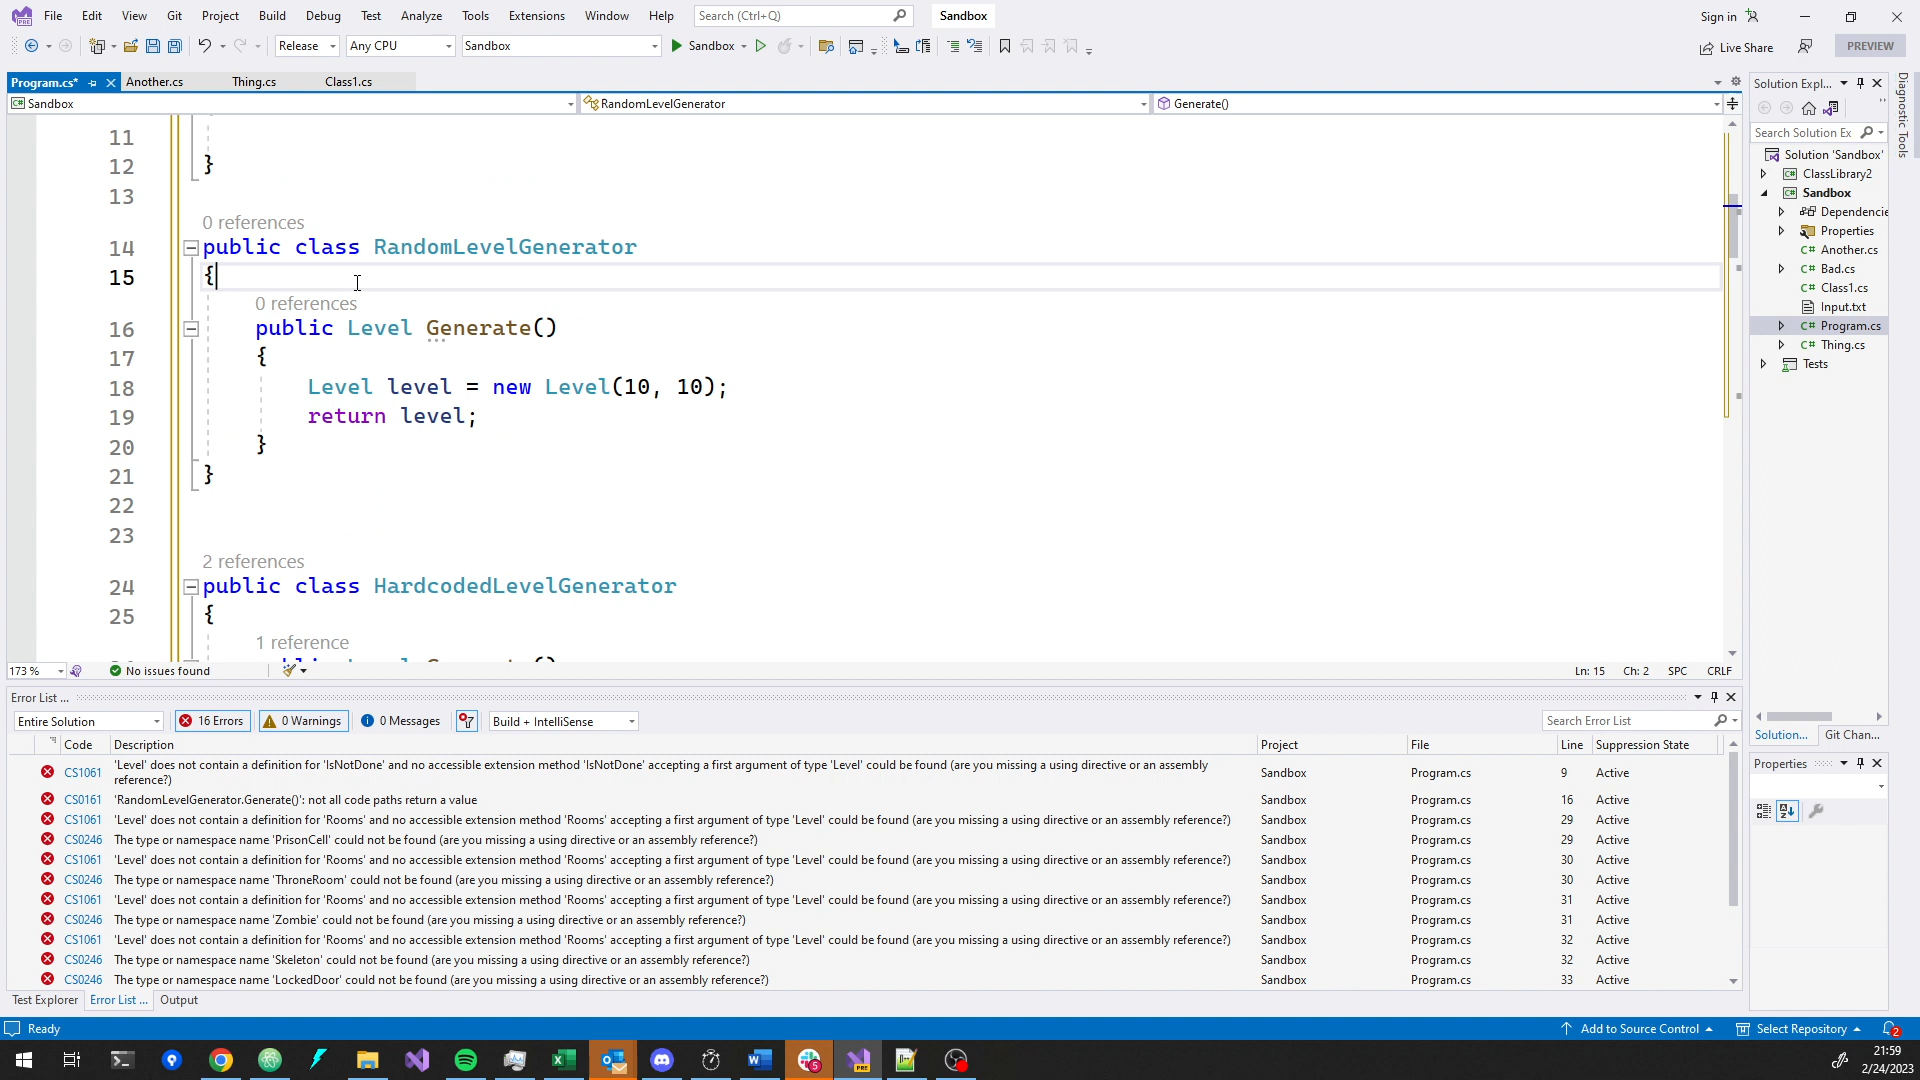 File Edit View Git Project Build Debug Test Analyze Tools Extensions Window Help Search (Ctrl+Q) Sandbox Sign in
Release Any CPU Sandbox Sandbox Live Share PREVIEW
Program.cs* Another.cs Thing.cs Class1.cs
Sandbox RandomLevelGenerator Generate()
11
12 }
13
0 references
14 public class RandomLevelGenerator
15 {
0 references
16 public Level Generate()
17 {
18 Level level = new Level(10, 10);
19 return level;
20 }
21 }
22
23
2 references
24 public class HardcodedLevelGenerator
25 {
1 reference
173 % No issues found Ln: 15 Ch: 2 SPC CRLF
Error List ...
Entire Solution 16 Errors 0 Warnings 0 Messages Build + IntelliSense Search Error List
Code Description Project File Line Suppression State
CS1061 'Level' does not contain a definition for 'IsNotDone' and no accessible extension method 'IsNotDone' accepting a first argument of type 'Level' could be found (are you missing a using directive or an assembly
reference?) Sandbox Program.cs 9 Active
CS0161 'RandomLevelGenerator.Generate()': not all code paths return a value Sandbox Program.cs 16 Active
CS1061 'Level' does not contain a definition for 'Rooms' and no accessible extension method 'Rooms' accepting a first argument of type 'Level' could be found (are you missing a using directive or an assembly reference?) Sandbox Program.cs 29 Active
CS0246 The type or namespace name 'PrisonCell' could not be found (are you missing a using directive or an assembly reference?) Sandbox Program.cs 29 Active
CS1061 'Level' does not contain a definition for 'Rooms' and no accessible extension method 'Rooms' accepting a first argument of type 'Level' could be found (are you missing a using directive or an assembly reference?) Sandbox Program.cs 30 Active
CS0246 The type or namespace name 'ThroneRoom' could not be found (are you missing a using directive or an assembly reference?) Sandbox Program.cs 30 Active
CS1061 'Level' does not contain a definition for 'Rooms' and no accessible extension method 'Rooms' accepting a first argument of type 'Level' could be found (are you missing a using directive or an assembly reference?) Sandbox Program.cs 31 Active
CS0246 The type or namespace name 'Zombie' could not be found (are you missing a using directive or an assembly reference?) Sandbox Program.cs 31 Active
CS1061 'Level' does not contain a definition for 'Rooms' and no accessible extension method 'Rooms' accepting a first argument of type 'Level' could be found (are you missing a using directive or an assembly reference?) Sandbox Program.cs 32 Active
CS0246 The type or namespace name 'Skeleton' could not be found (are you missing a using directive or an assembly reference?) Sandbox Program.cs 32 Active
CS0246 The type or namespace name 'LockedDoor' could not be found (are you missing a using directive or an assembly reference?) Sandbox Program.cs 33 Active
Test Explorer Error List ... Output
Solution Expl...
Search Solution Ex
Solution 'Sandbox'
ClassLibrary2
Sandbox
Dependencie
Properties
Another.cs
Bad.cs
Class1.cs
Input.txt
Program.cs
Thing.cs
Tests
Solution... Git Chan...
Properties
Diagnostic Tools
Ready Add to Source Control Select Repository 2
5
PRE
21:59
2/24/2023